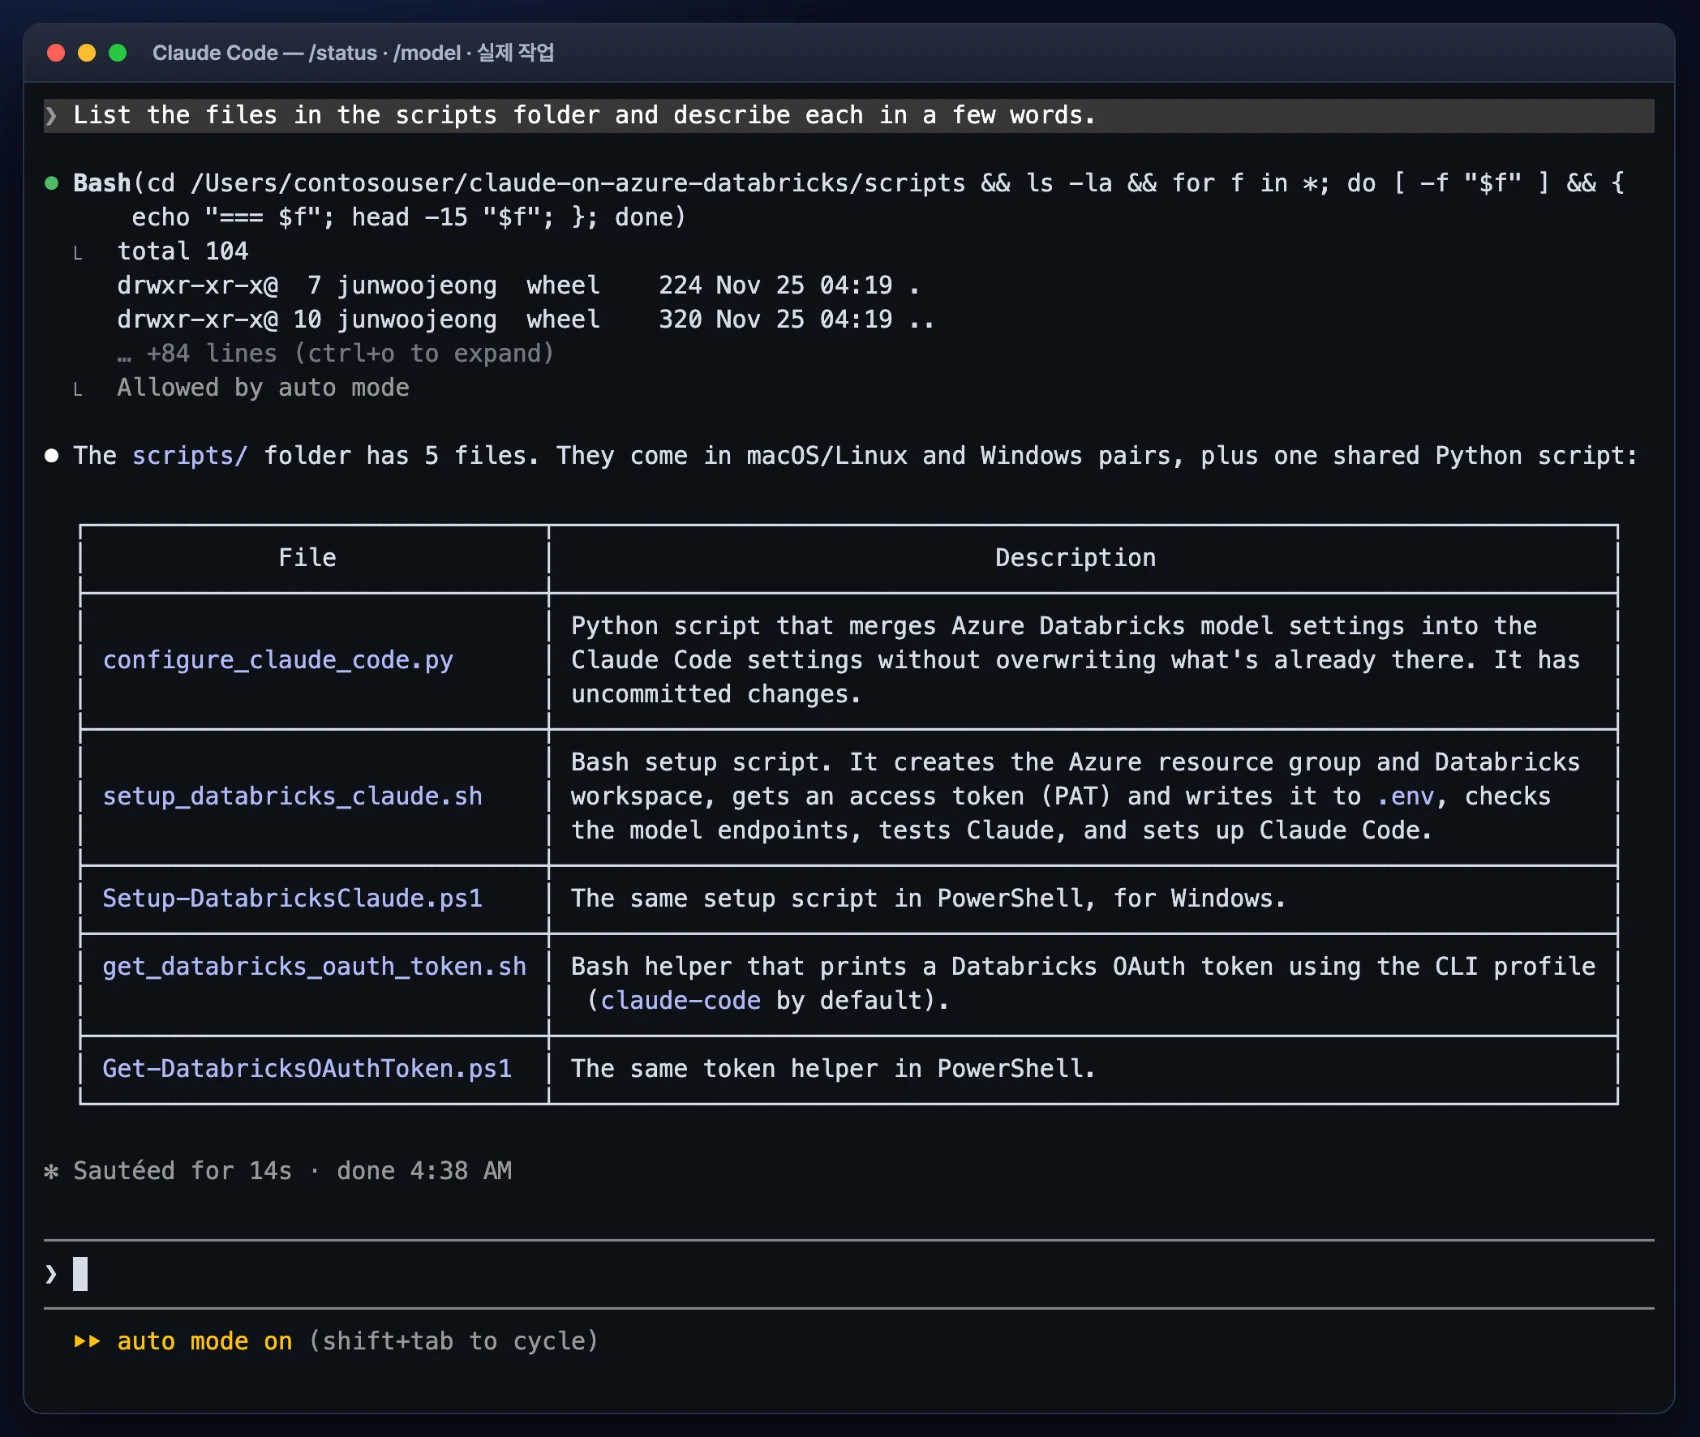 Claude Code — /status · /model · 실제 작업
❯ List the files in the scripts folder and describe each in a few words.
● Bash(cd /Users/contosouser/claude-on-azure-databricks/scripts && ls -la && for f in *; do [ -f "$f" ] && {
echo "=== $f"; head -15 "$f"; }; done)
└ total 104
drwxr-xr-x@  7 junwoojeong  wheel    224 Nov 25 04:19 .
drwxr-xr-x@ 10 junwoojeong  wheel    320 Nov 25 04:19 ..
… +84 lines (ctrl+o to expand)
└ Allowed by auto mode
● The scripts/ folder has 5 files. They come in macOS/Linux and Windows pairs, plus one shared Python script:
File
Description
configure_claude_code.py
Python script that merges Azure Databricks model settings into the
Claude Code settings without overwriting what's already there. It has
uncommitted changes.
setup_databricks_claude.sh
Bash setup script. It creates the Azure resource group and Databricks
workspace, gets an access token (PAT) and writes it to .env, checks
the model endpoints, tests Claude, and sets up Claude Code.
Setup-DatabricksClaude.ps1
The same setup script in PowerShell, for Windows.
get_databricks_oauth_token.sh
Bash helper that prints a Databricks OAuth token using the CLI profile
(claude-code by default).
Get-DatabricksOAuthToken.ps1
The same token helper in PowerShell.
✻ Sautéed for 14s · done 4:38 AM
❯
⏵⏵ auto mode on (shift+tab to cycle)